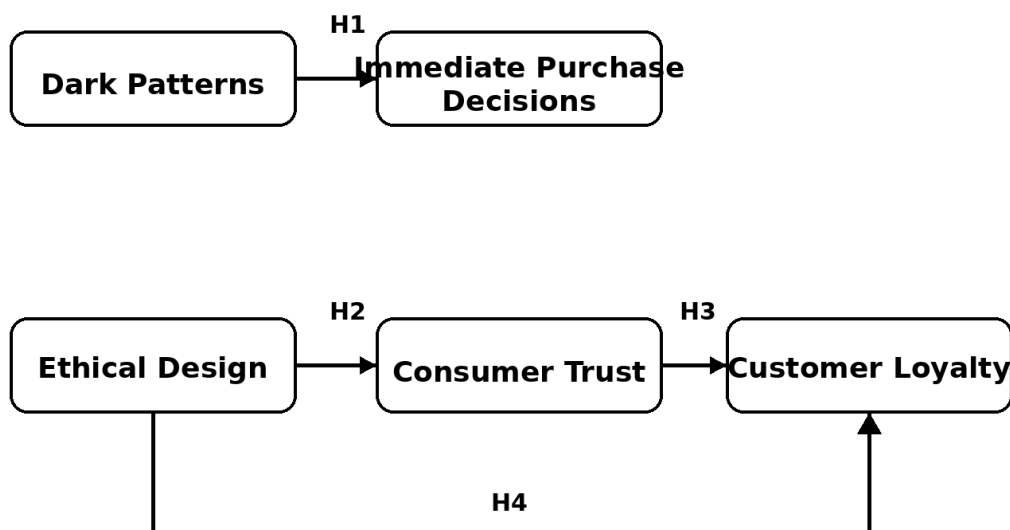 H1
Dark Patterns
Immediate Purchase
Decisions
H2
H3
Ethical Design
Consumer Trust
Customer Loyalty
H4